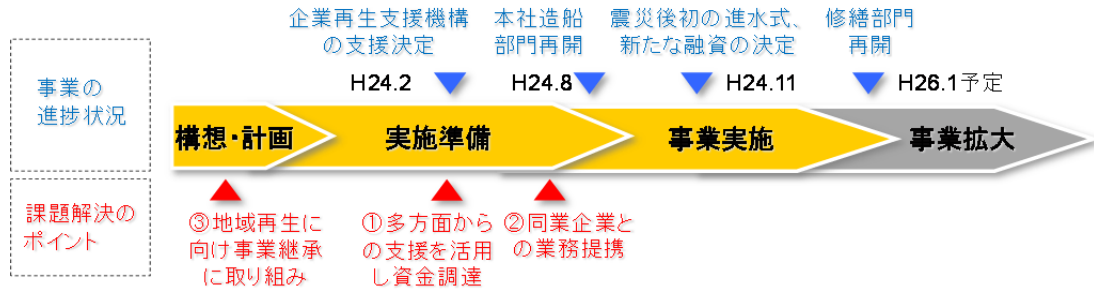 企業再生支援機構
の支援決定
本社造船
部門再開
震災後初の進水式、
新たな融資の決定
修繕部門
再開
事業の
進捗状況
H24.2
H24.8
H24.11
H26.1予定
構想・計画
実施準備
事業実施
事業拡大
課題解決の
ポイント
③地域再生に
向け事業継承
に取り組み
①多方面から
の支援を活用
し資金調達
②同業企業と
の業務提携